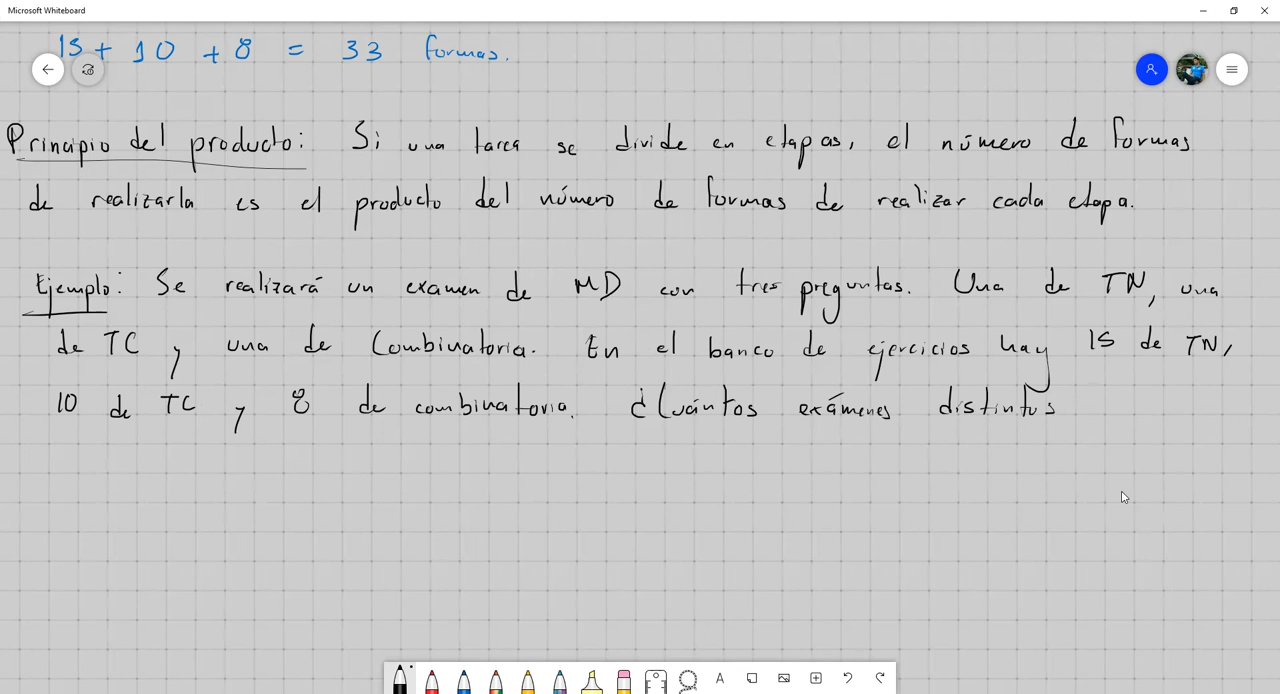 Microsoft Whiteboard
15 + 10 + 8 = 33 formas.
Principio del producto: Si una tarea se divide en etapas, el número de formas
de realizarla es el producto del número de formas de realizar cada etapa.
Ejemplo: Se realizará un examen de MD con tres preguntas. Una de TN, una
de TC y una de Combinatoria. En el banco de ejercicios hay 15 de TN,
10 de TC y 8 de combinatoria. ¿Cuántos exámenes distintos